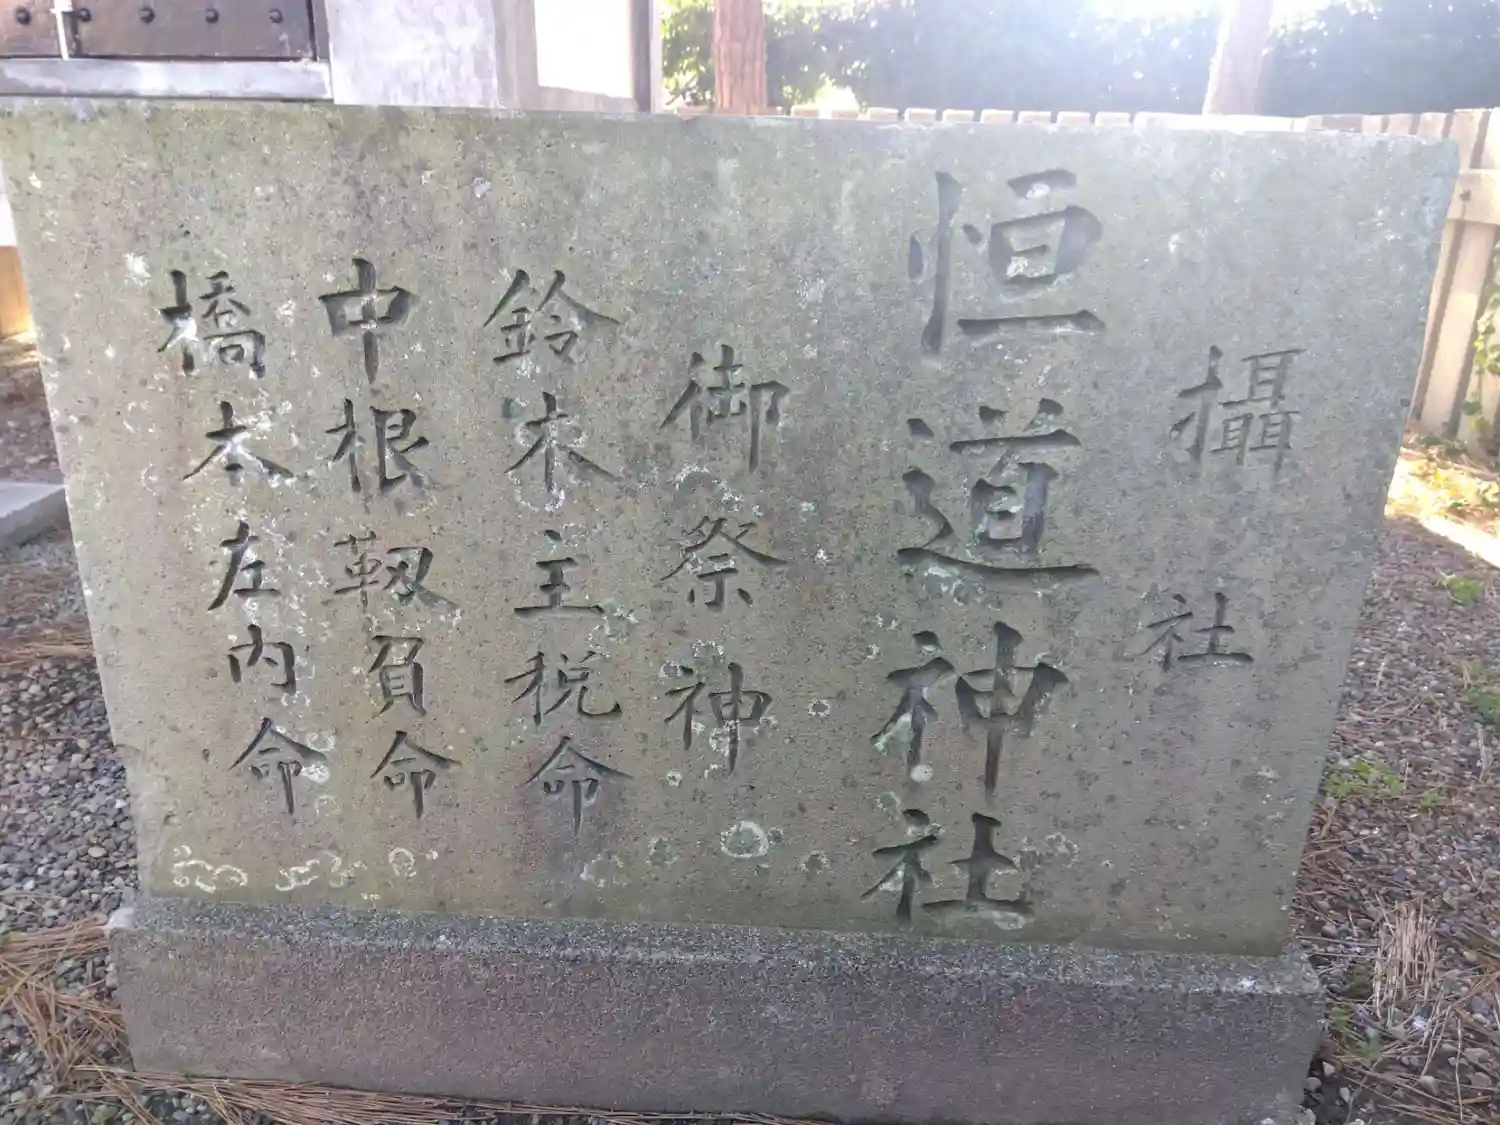 攝社
恒道神社
御祭神
鈴木主税命
中根靱負命
橋本左内命